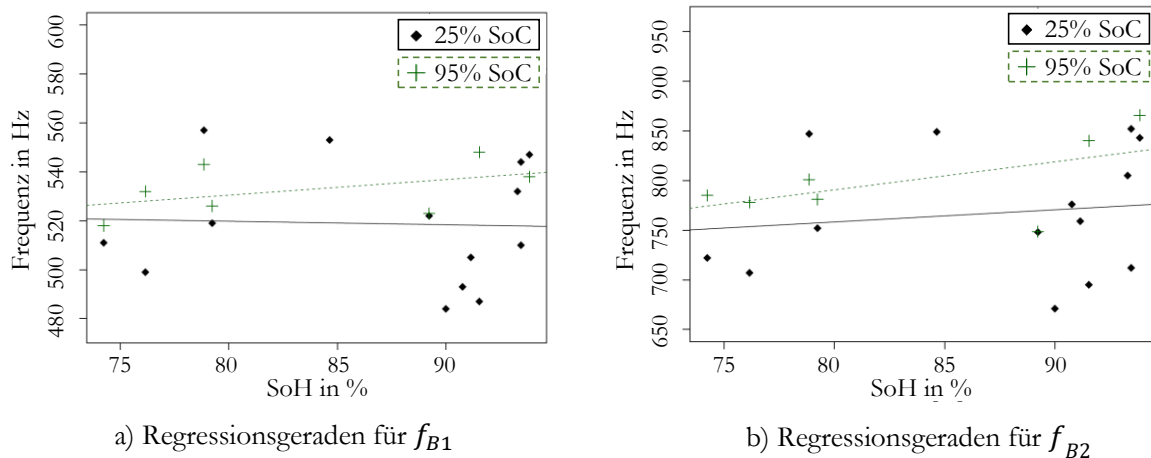 25% SoC
95% SoC
Frequenz in Hz
600
580
560
540
520
500
480
75
80
85
90
SoH in %
a) Regressionsgeraden für fB1
25% SoC
95% SoC
Frequenz in Hz
950
900
850
800
750
700
650
75
80
85
90
SoH in %
b) Regressionsgeraden für fB2